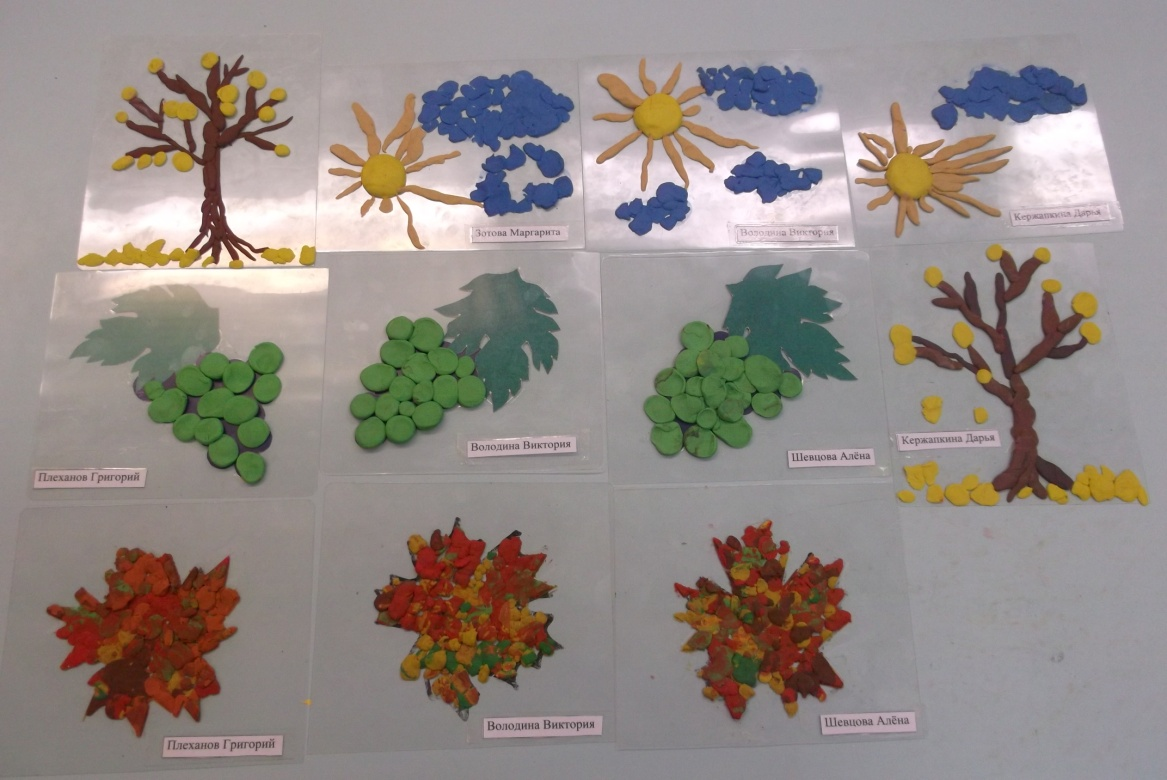 Зотова Маргарита
Володина Виктория
Кержапкина Дарья
Плеханов Григорий
Володина Виктория
Шевцова Алёна
Кержапкина Дарья
Плеханов Григорий
Володина Виктория
Шевцова Алёна